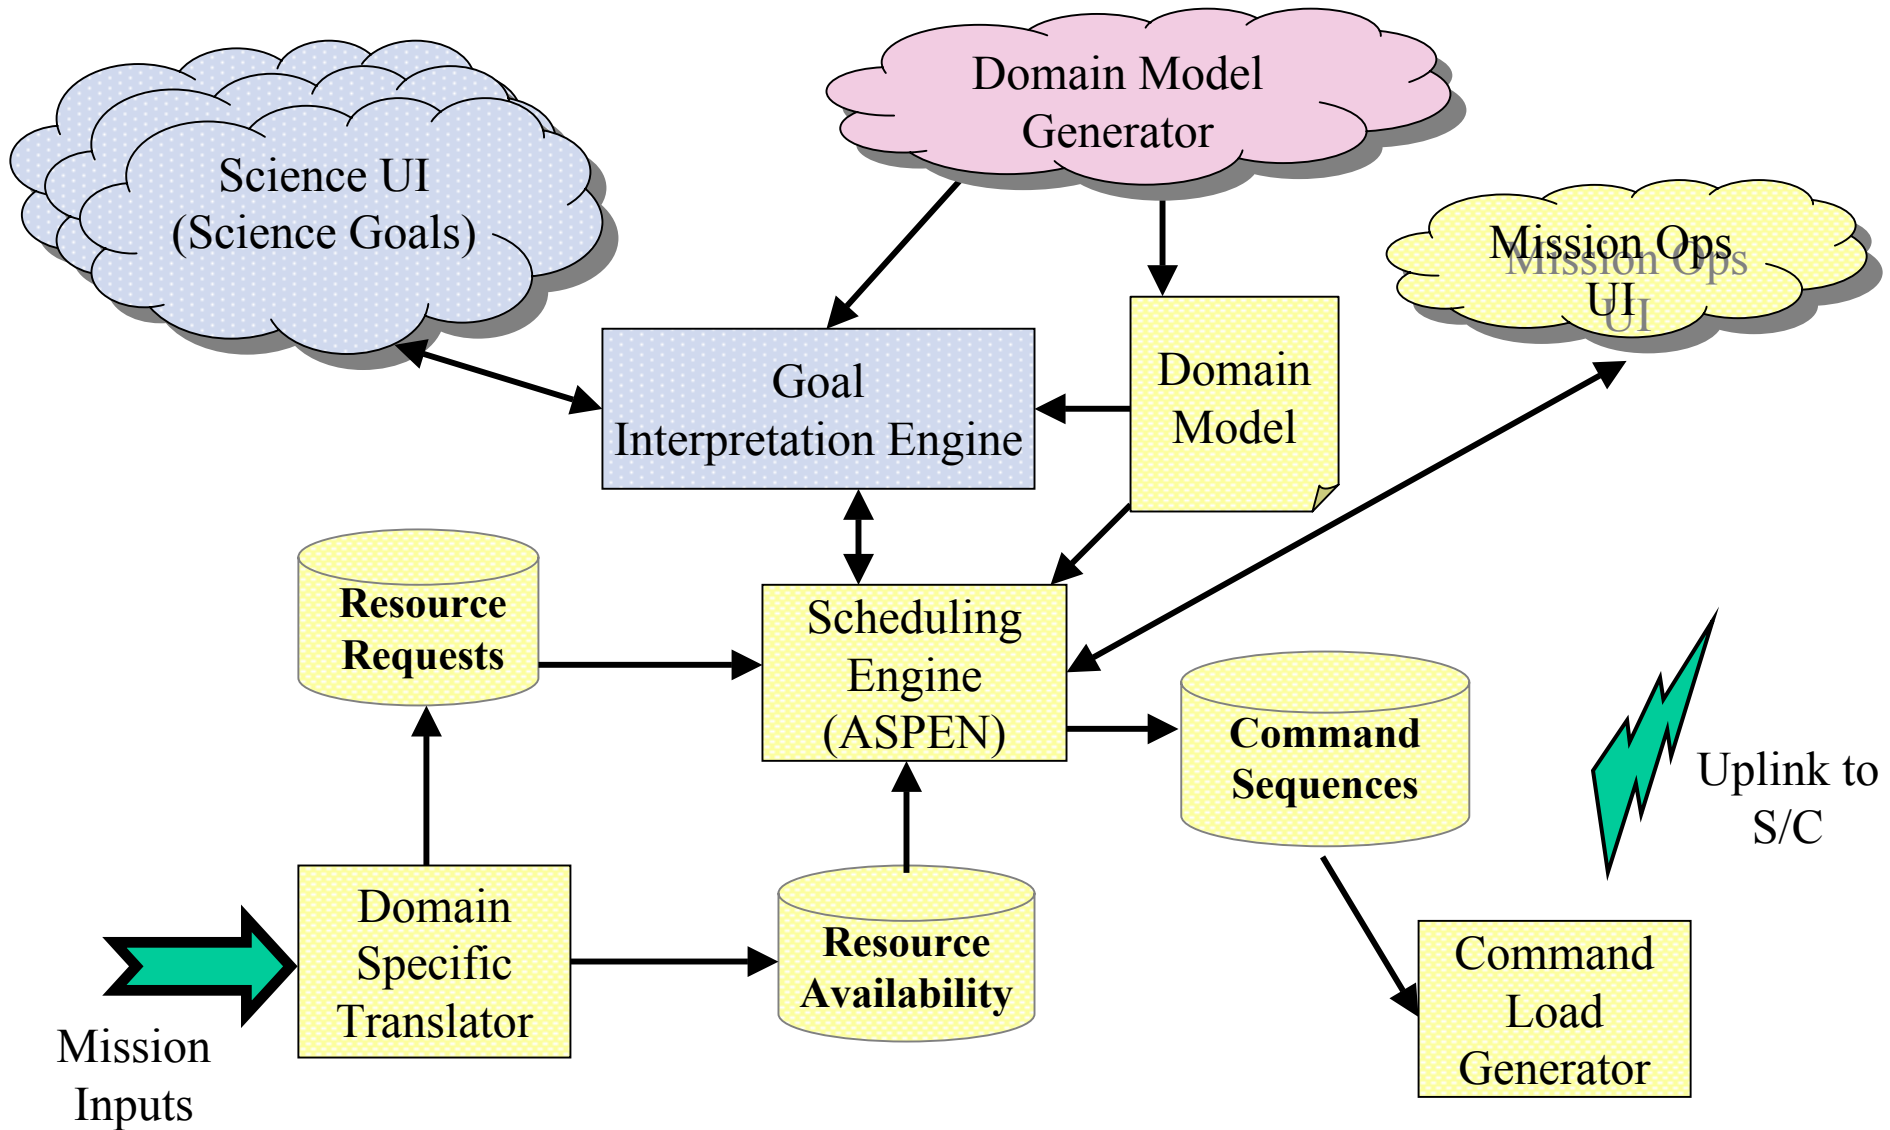 Domain Model
Generator
Science UI
(Science Goals)
Mission Ops
UI
Goal
Interpretation Engine
Domain
Model
Resource
Requests
Scheduling
Engine
(ASPEN)
Command
Sequences
Uplink to
S/C
Domain
Specific
Translator
Resource
Availability
Command
Load
Generator
Mission
Inputs